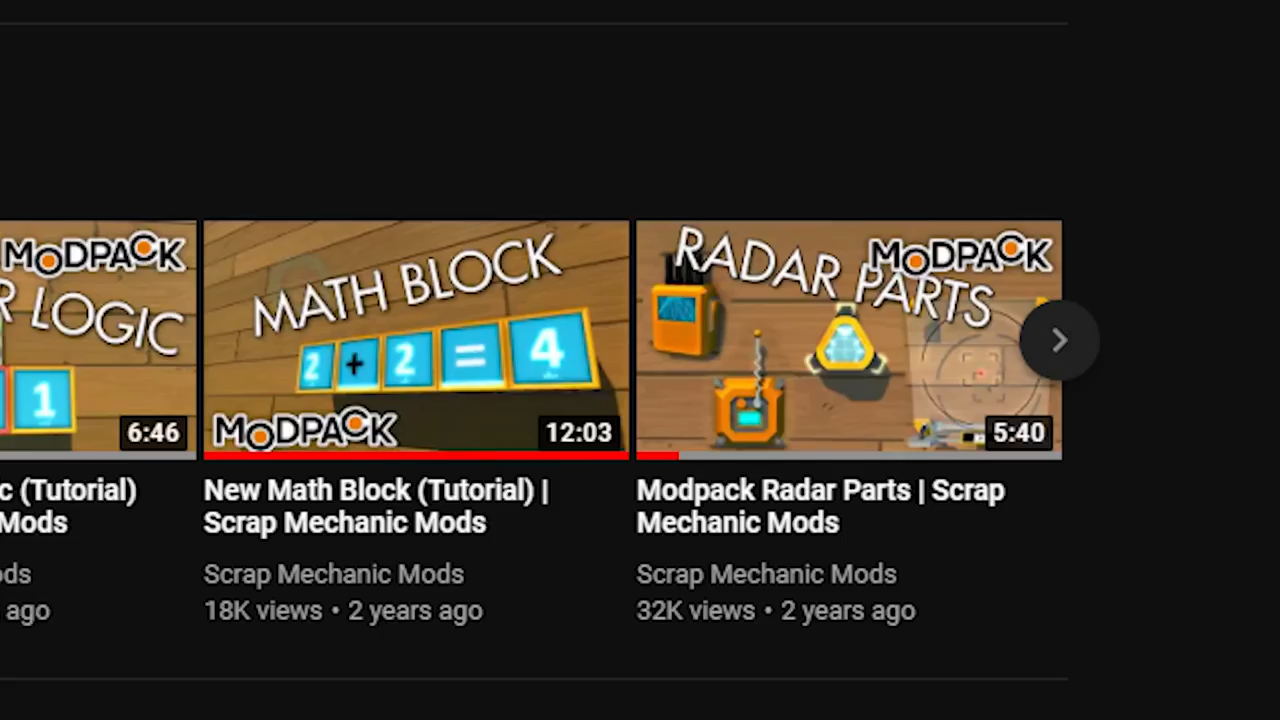 MODPACK
R LOGIC
1
6:46
c (Tutorial)
Mods
ods
ago
MATH BLOCK
2 + 2 = 4
MODPACK
12:03
New Math Block (Tutorial) |
Scrap Mechanic Mods
Scrap Mechanic Mods
18K views • 2 years ago
RADAR PARTS
MODPACK
5:40
Modpack Radar Parts | Scrap
Mechanic Mods
Scrap Mechanic Mods
32K views • 2 years ago